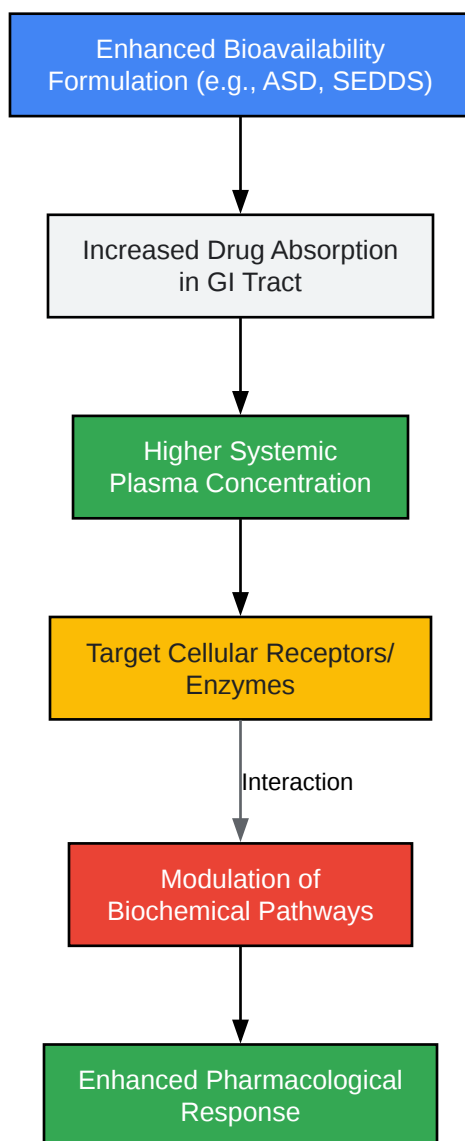 Enhanced Bioavailability
Formulation (e.g., ASD, SEDDS)
Increased Drug Absorption
in GI Tract
Higher Systemic
Plasma Concentration
Target Cellular Receptors/
Enzymes
Interaction
Modulation of
Biochemical Pathways
Enhanced Pharmacological
Response